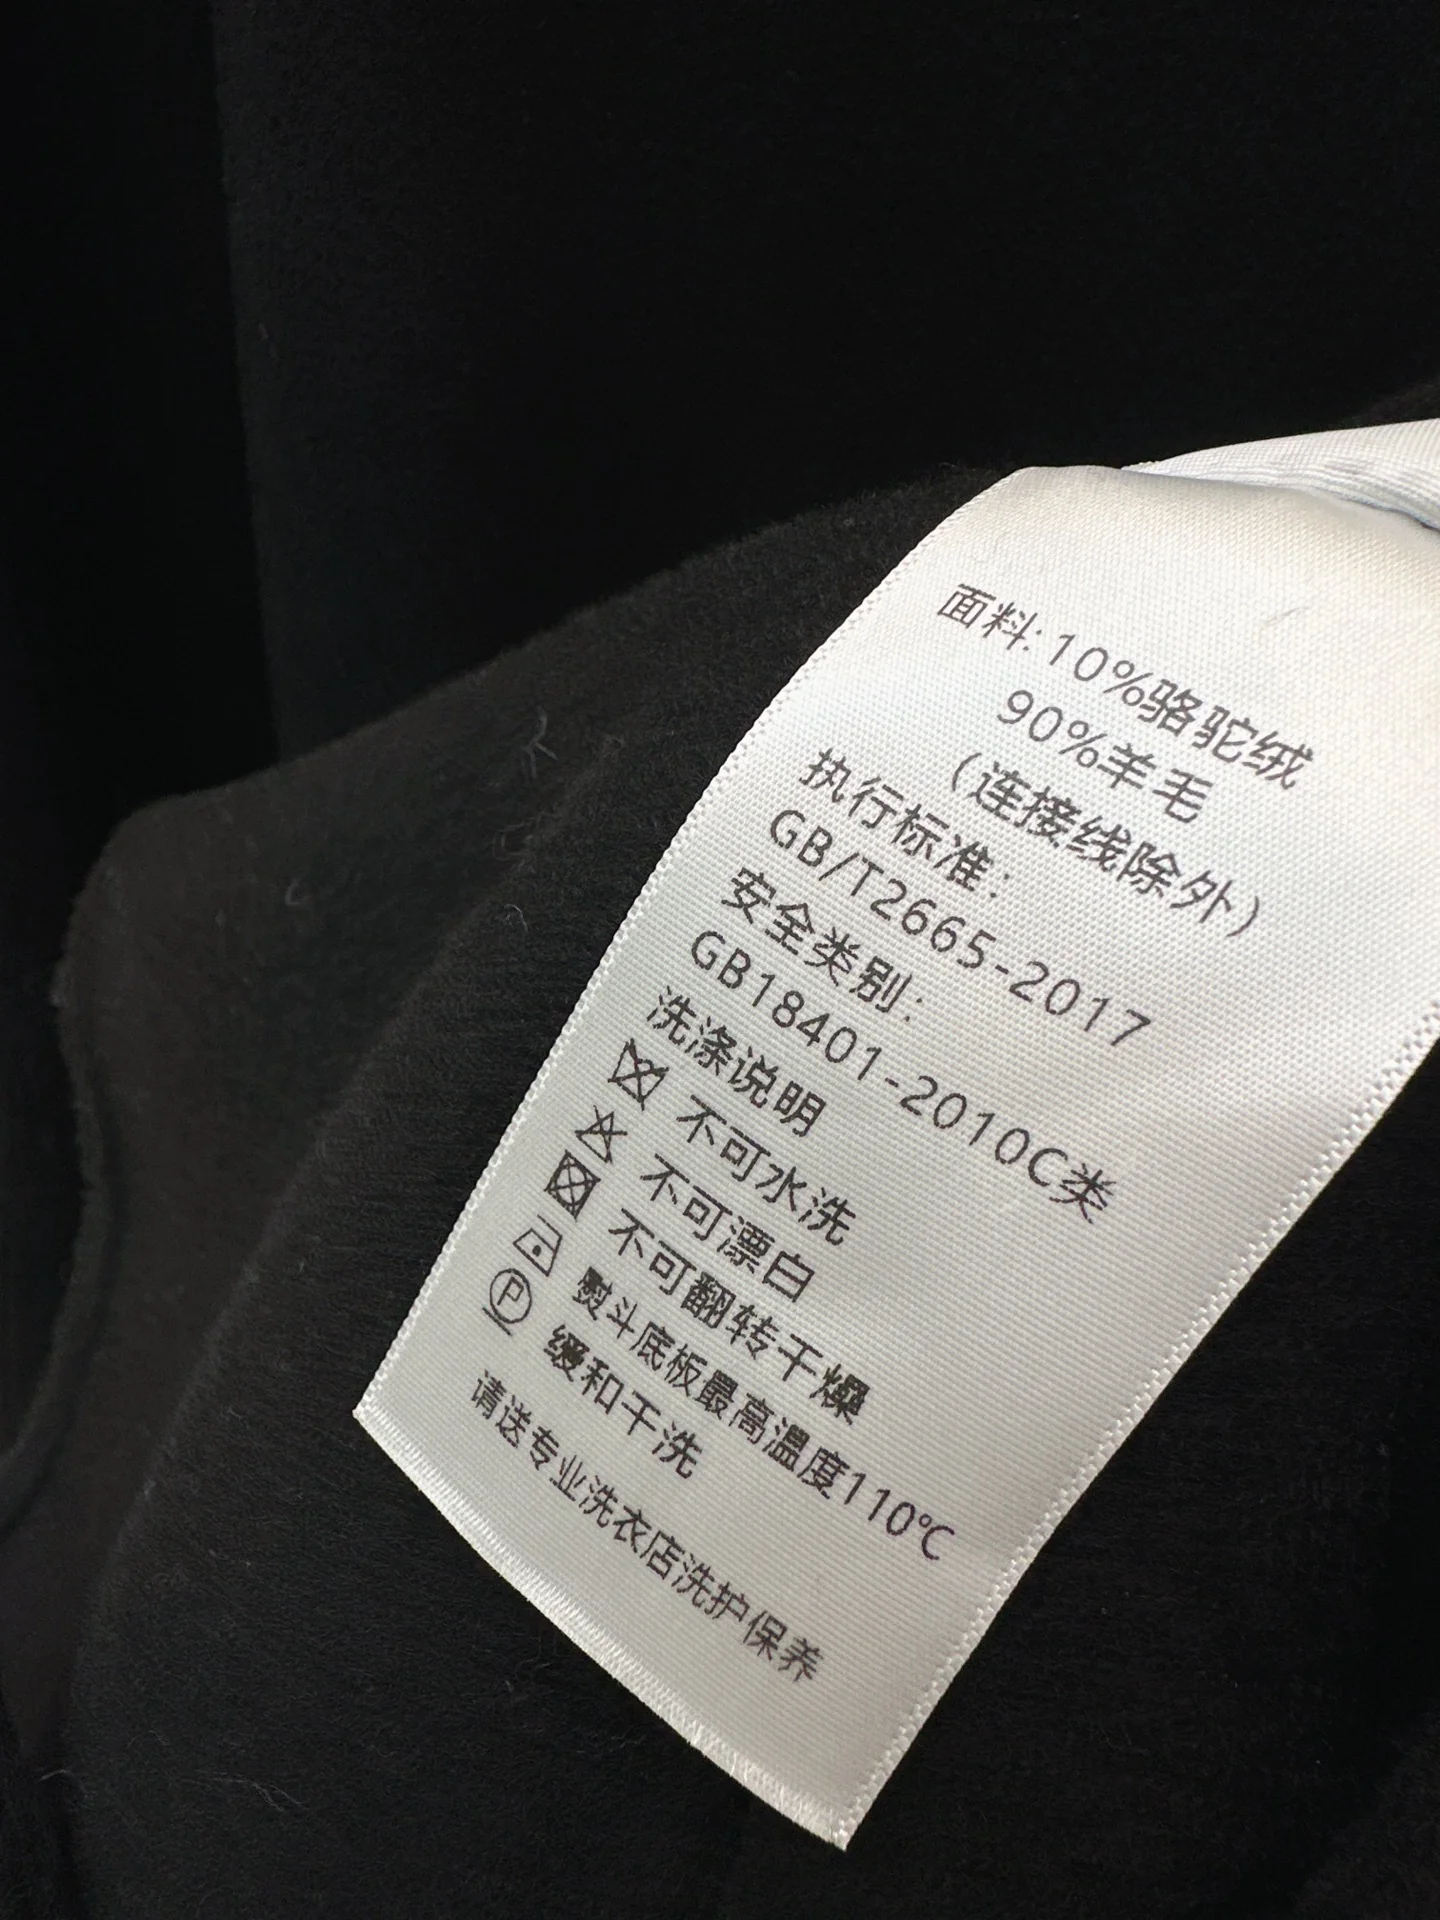 面料:10%骆驼绒
90%羊毛
(连接线除外)
执行标准:
GB/T2665-2017
安全类别:
GB18401-2010C类
洗涤说明
不可水洗
不可漂白
不可翻转干燥
熨斗底板最高温度110℃
P 缓和干洗
请送专业洗衣店洗护保养